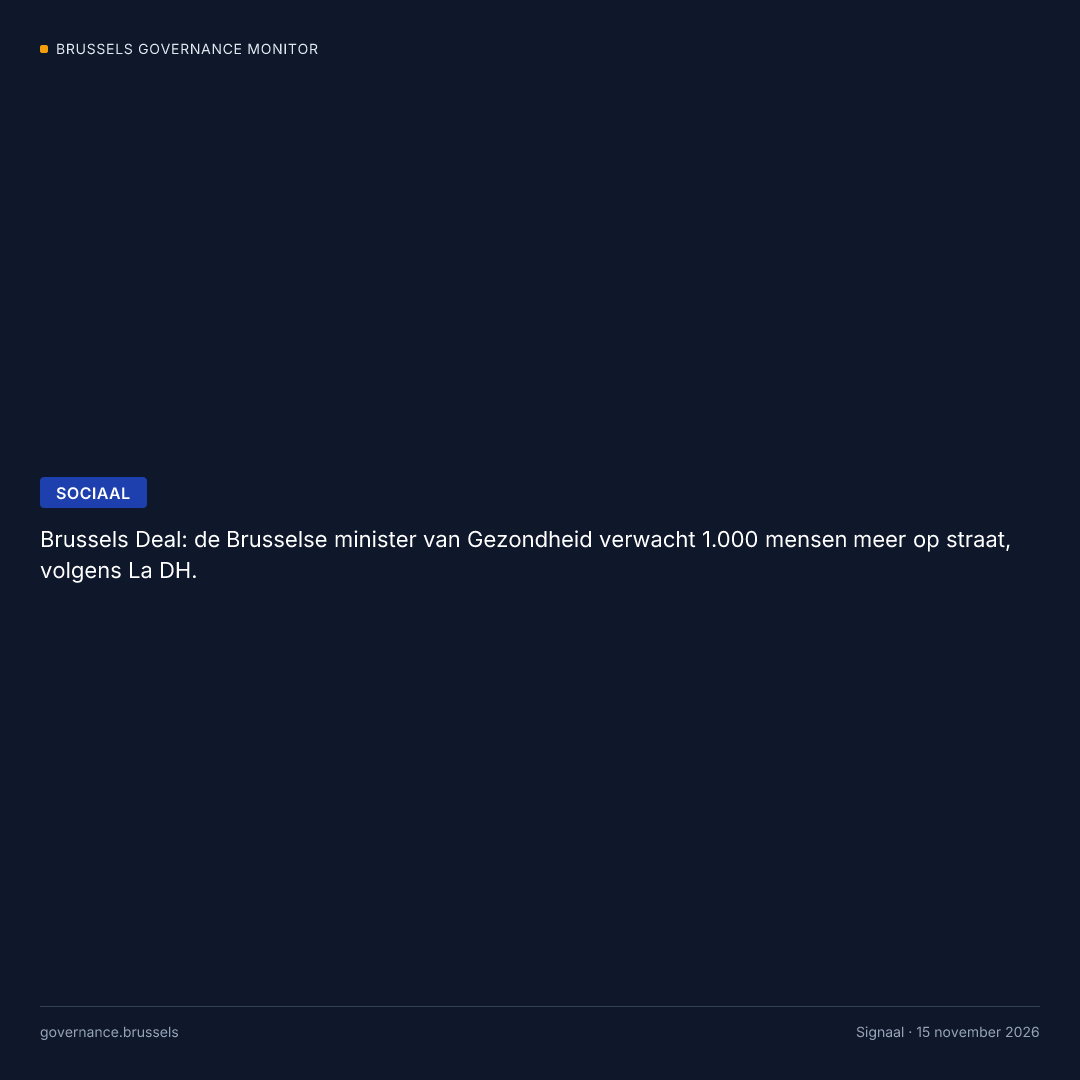 BRUSSELS GOVERNANCE MONITOR
SOCIAAL
Brussels Deal: de Brusselse minister van Gezondheid verwacht 1.000 mensen meer op straat,
volgens La DH.
governance.brussels
Signaal · 15 november 2026